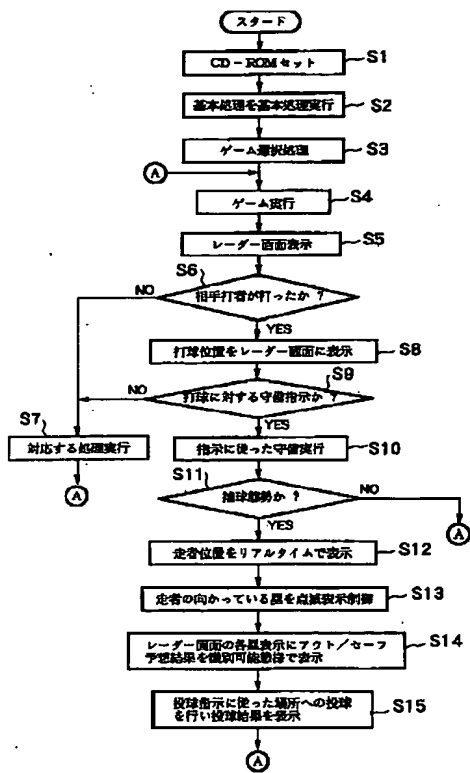 スタート
CD-ROMセット
S1
基本処理を基本処理実行
S2
ゲーム選択処理
S3
A
ゲーム実行
S4
レーダー画面表示
S5
S6
相手打者が打ったか ?
NO
YES
打球位置をレーダー画面に表示
S8
S9
打球に対する守備指示か ?
NO
YES
S7
対応する処理実行
A
指示に従った守備実行
S10
S11
捕球態勢か ?
NO
A
YES
走者位置をリアルタイムで表示
S12
走者の向かっている塁を点滅表示制御
S13
レーダー画面の各塁表示にアウト/セーフ
予想結果を識別可能態様で表示
S14
投球指示に従った場所への投球
を行い投球結果を表示
S15
A